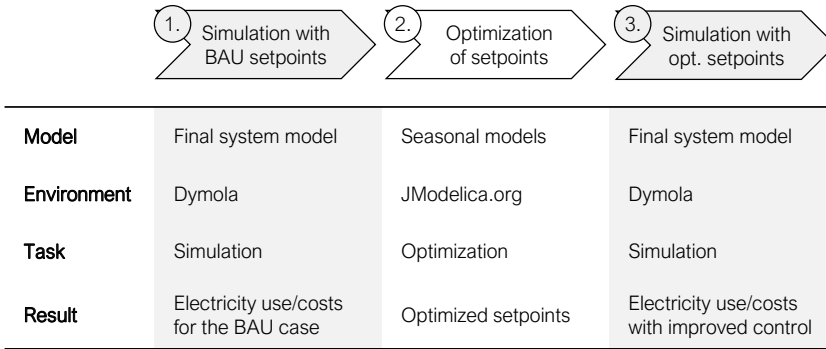 1.
Simulation with
BAU setpoints
2.
Optimization
of setpoints
3.
Simulation with
opt. setpoints
Model
Final system model
Seasonal models
Final system model
Environment
Dymola
JModelica.org
Dymola
Task
Simulation
Optimization
Simulation
Result
Electricity use/costs
for the BAU case
Optimized setpoints
Electricity use/costs
with improved control